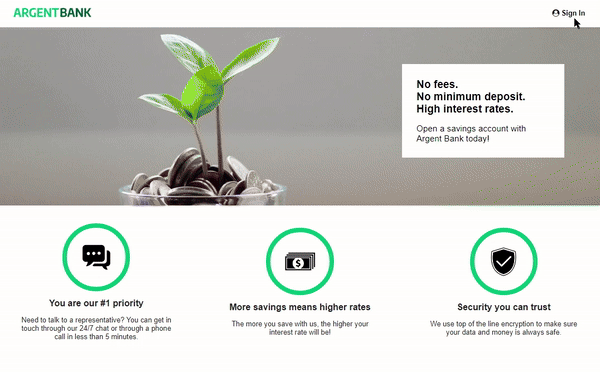 ARGENTBANK
Sign In
No fees.
No minimum deposit.
High interest rates.
Open a savings account with
Argent Bank today!
You are our #1 priority
Need to talk to a representative? You can get in
touch through our 24/7 chat or through a phone
call in less than 5 minutes.
More savings means higher rates
The more you save with us, the higher your
interest rate will be!
Security you can trust
We use top of the line encryption to make sure
your data and money is always safe.